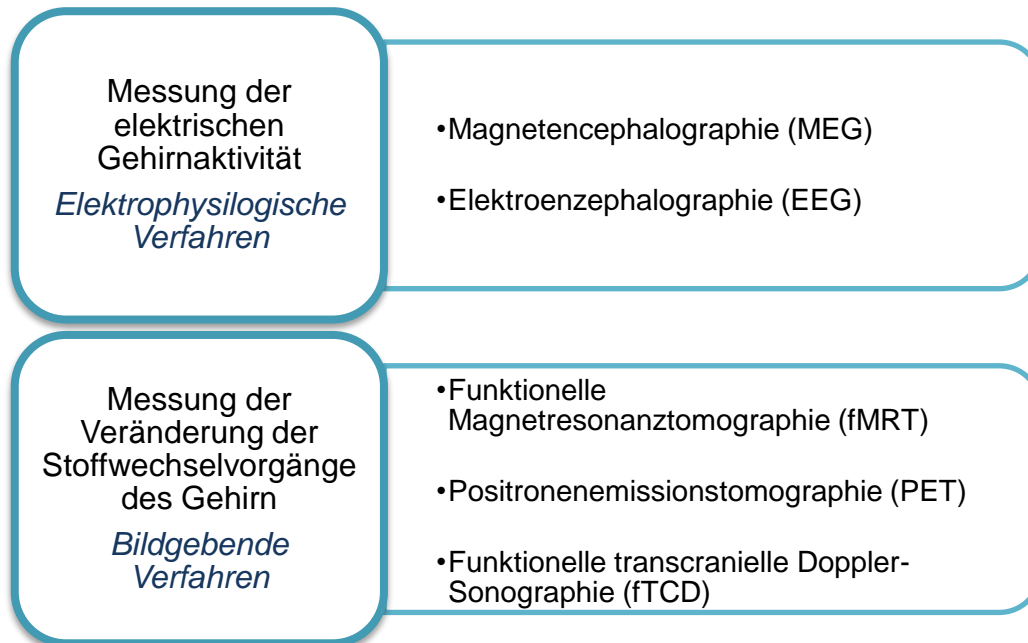 Messung der
elektrischen
Gehirnaktivität
Elektrophysilogische
Verfahren
•Magnetencephalographie (MEG)
•Elektroenzephalographie (EEG)
Messung der
Veränderung der
Stoffwechselvorgänge
des Gehirn
Bildgebende
Verfahren
•Funktionelle
Magnetresonanztomographie (fMRT)
•Positronenemissionstomographie (PET)
•Funktionelle transcranielle Doppler-
Sonographie (fTCD)